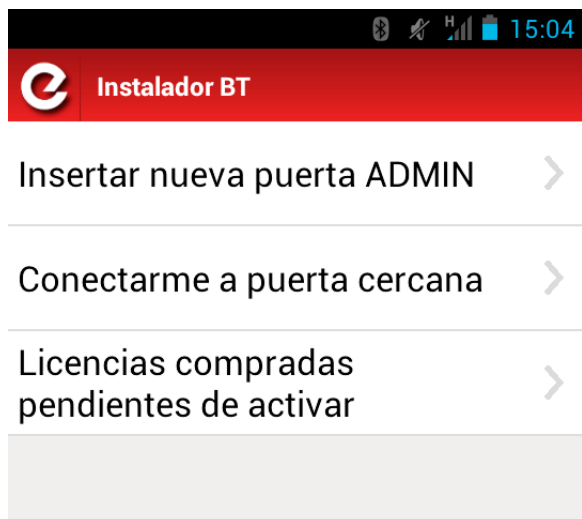 H 15:04
e Instalador BT
Insertar nueva puerta ADMIN
Conectarme a puerta cercana
Licencias compradas
pendientes de activar